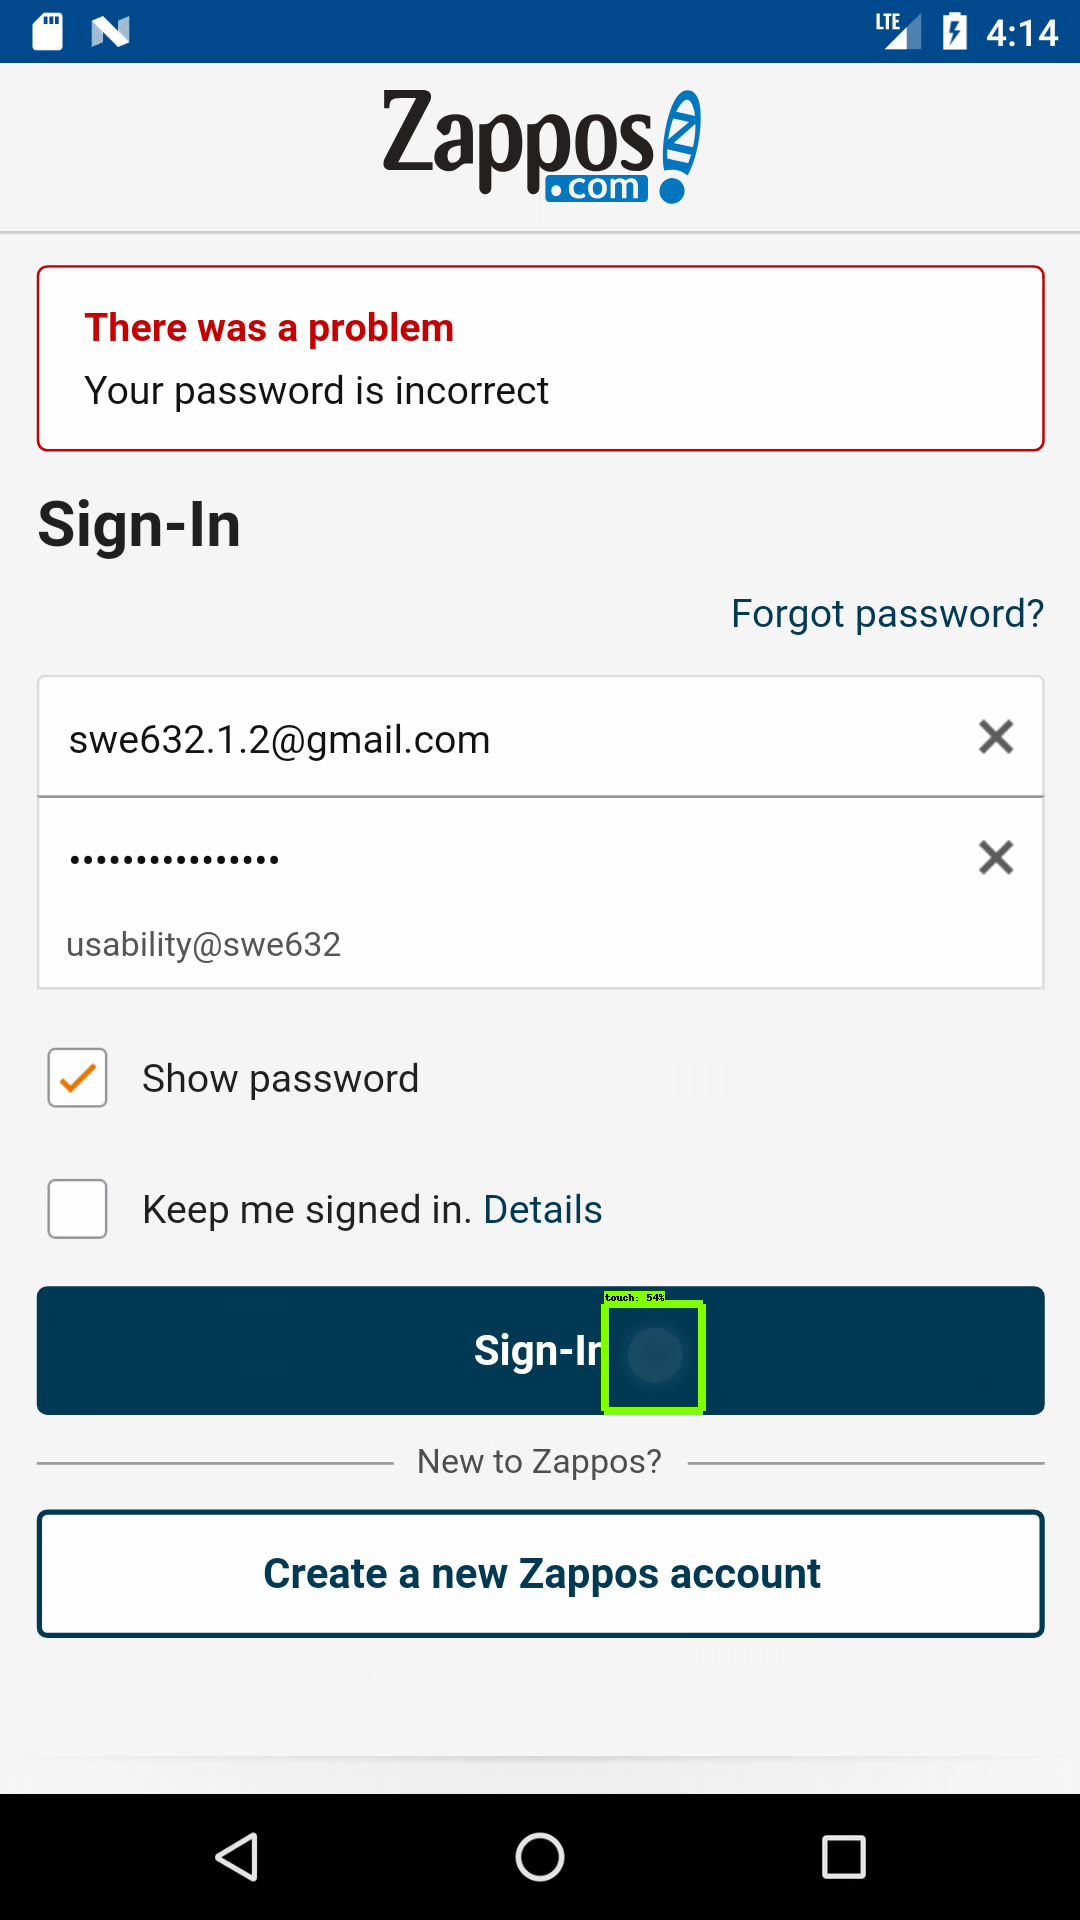 LTE 4:14
Zappos
.com
There was a problem
Your password is incorrect
Sign-In
Forgot password?
swe632.1.2@gmail.com
••••••••••••••••
usability@swe632
Show password
Keep me signed in. Details
touch: 54%
Sign-In
New to Zappos?
Create a new Zappos account